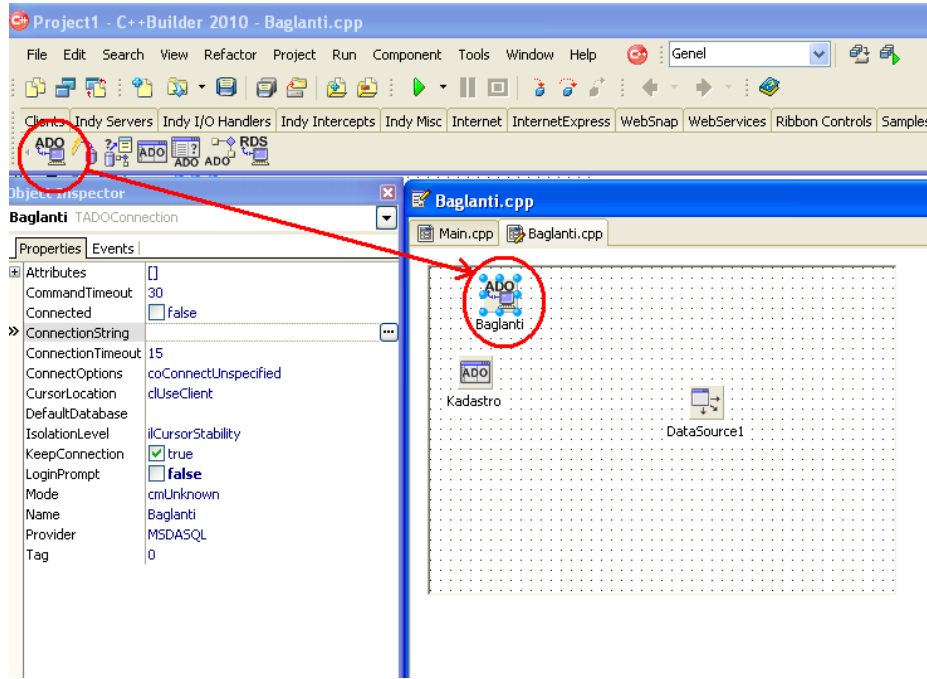 Project1 - C++Builder 2010 - Baglanti.cpp
File Edit Search View Refactor Project Run Component Tools Window Help Genel
Clients Indy Servers Indy I/O Handlers Indy Intercepts Indy Misc Internet InternetExpress WebSnap WebServices Ribbon Controls Samples
ADO ADO ADO ADO RDS
Object Inspector
Baglanti TADOConnection
Properties Events
Attributes []
CommandTimeout 30
Connected false
ConnectionString
ConnectionTimeout 15
ConnectOptions coConnectUnspecified
CursorLocation clUseClient
DefaultDatabase
IsolationLevel ilCursorStability
KeepConnection true
LoginPrompt false
Mode cmUnknown
Name Baglanti
Provider MSDASQL
Tag 0
Baglanti.cpp
Main.cpp Baglanti.cpp
ADO
Baglanti
ADO
Kadastro
DataSource1